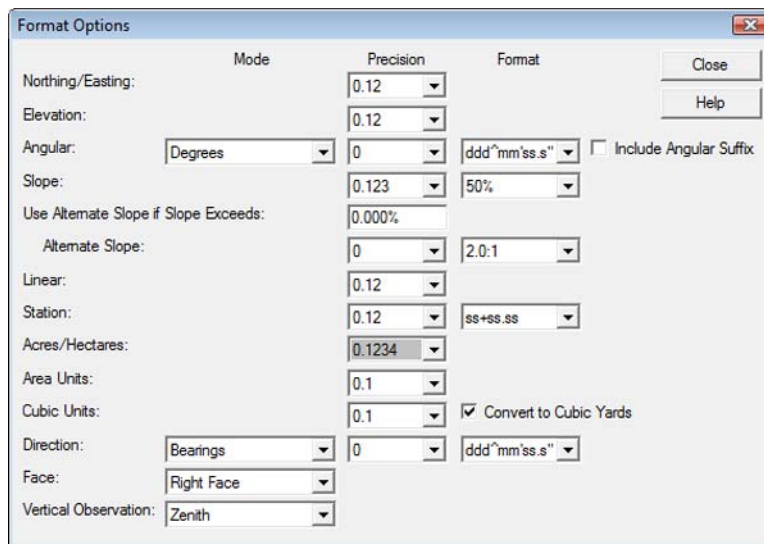 Format Options
Mode Precision Format
Close
Northing/Easting: 0.12
Help
Elevation: 0.12
Angular: Degrees 0 ddd^mm'ss.s" Include Angular Suffix
Slope: 0.123 50%
Use Alternate Slope if Slope Exceeds: 0.000%
Alternate Slope: 0 2.0:1
Linear: 0.12
Station: 0.12 ss+ss.ss
Acres/Hectares: 0.1234
Area Units: 0.1
Cubic Units: 0.1 Convert to Cubic Yards
Direction: Bearings 0 ddd^mm'ss.s"
Face: Right Face
Vertical Observation: Zenith